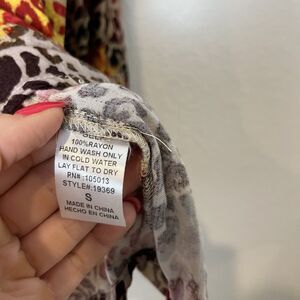 100% RAYON
HAND WASH ONLY
IN COLD WATER
LAY FLAT TO DRY
RN# :105013
STYLE#:19369
S
MADE IN CHINA
HECHO EN CHINA